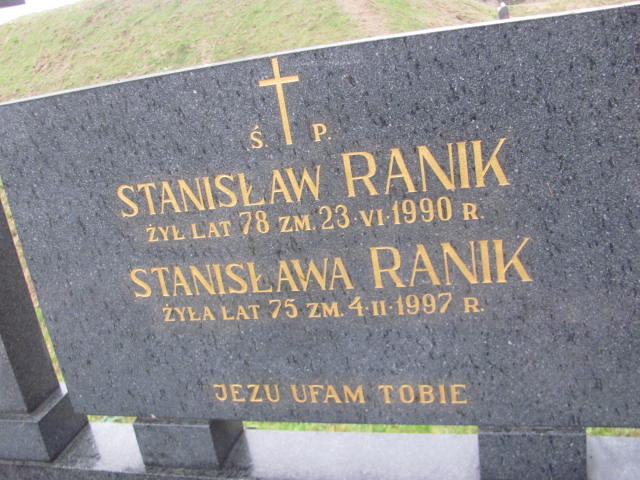 Ś. P.
STANISŁAW RANIK
ŻYŁ LAT 78 ZM. 23·VI·1990 R.
STANISŁAWA RANIK
ŻYŁA LAT 75 ZM. 4·II·1997 R.
JEZU UFAM TOBIE